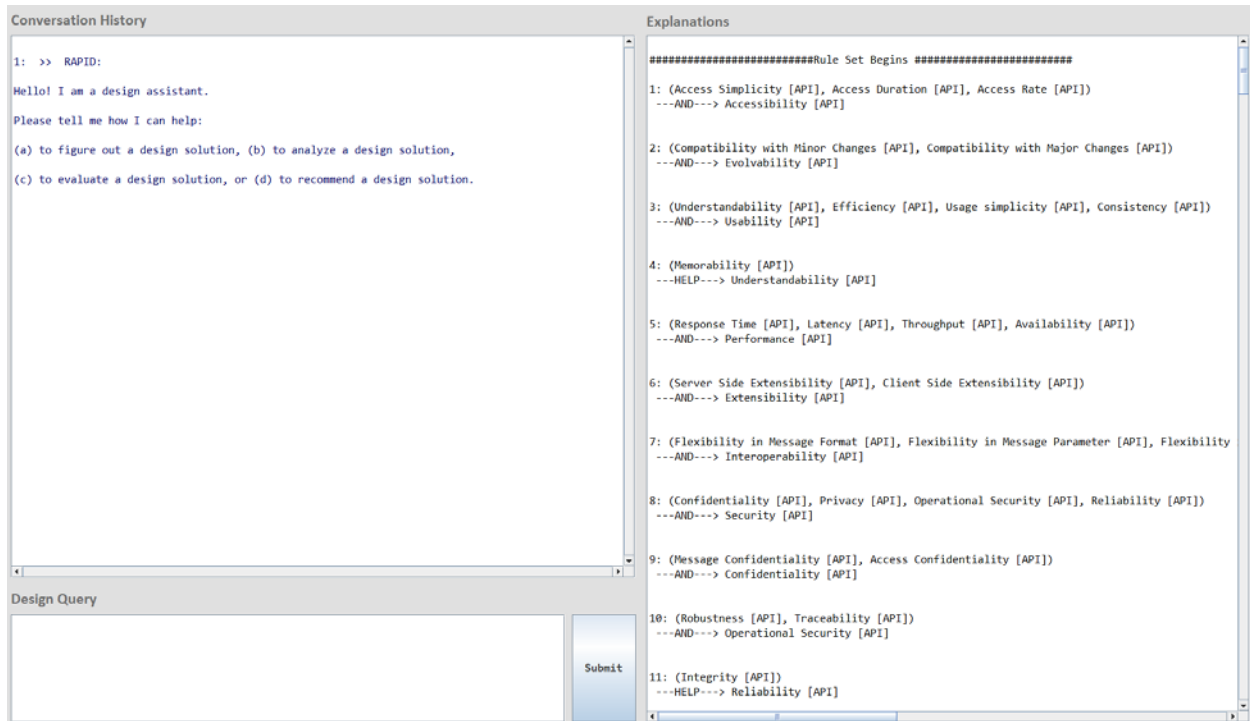 Conversation History
1:  >>  RAPID:
Hello! I am a design assistant.
Please tell me how I can help:
(a) to figure out a design solution, (b) to analyze a design solution,
(c) to evaluate a design solution, or (d) to recommend a design solution.
Design Query
Submit
Explanations
##########################Rule Set Begins #########################
1: (Access Simplicity [API], Access Duration [API], Access Rate [API])
---AND---> Accessibility [API]
2: (Compatibility with Minor Changes [API], Compatibility with Major Changes [API])
---AND---> Evolvability [API]
3: (Understandability [API], Efficiency [API], Usage simplicity [API], Consistency [API])
---AND---> Usability [API]
4: (Memorability [API])
---HELP---> Understandability [API]
5: (Response Time [API], Latency [API], Throughput [API], Availability [API])
---AND---> Performance [API]
6: (Server Side Extensibility [API], Client Side Extensibility [API])
---AND---> Extensibility [API]
7: (Flexibility in Message Format [API], Flexibility in Message Parameter [API], Flexibility
---AND---> Interoperability [API]
8: (Confidentiality [API], Privacy [API], Operational Security [API], Reliability [API])
---AND---> Security [API]
9: (Message Confidentiality [API], Access Confidentiality [API])
---AND---> Confidentiality [API]
10: (Robustness [API], Traceability [API])
---AND---> Operational Security [API]
11: (Integrity [API])
---HELP---> Reliability [API]